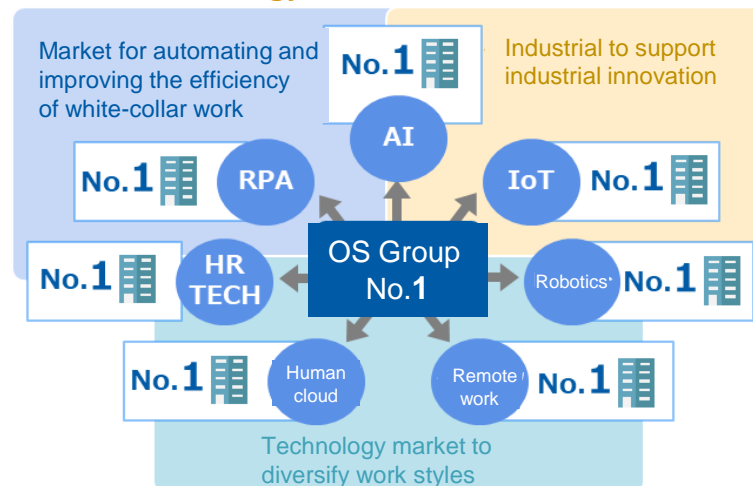 Market for automating and
improving the efficiency
of white-collar work
No.1
Industrial to support
industrial innovation
AI
No.1
RPA
IoT
No.1
OS Group
No.1
No.1
HR
TECH
Robotics
No.1
No.1
Human
cloud
Remote
work
No.1
Technology market to
diversify work styles